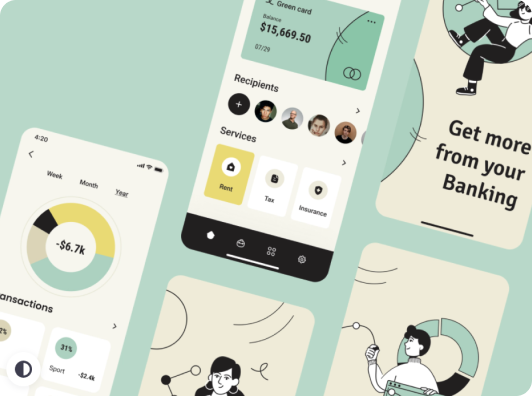 Green card
Balance
$15,669.50
07/29
Recipients
+
Services
Rent
Tax
Insurance
4:20
Week
Month
Year
-$6.7k
ansactions
31%
Sport
-$2.4k
Get more
from your
Banking